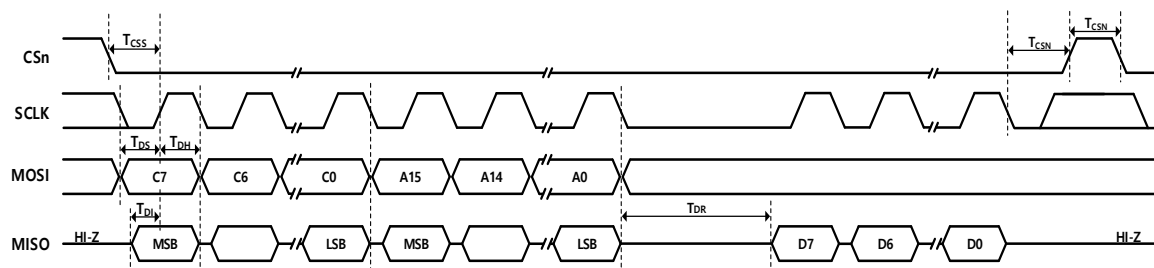 TCSS TCSN TCSN
CSn
SCLK
TDS TDH
MOSI C7 C6 C0 A15 A14 A0
TDI TDR
MISO HI-Z MSB LSB MSB LSB D7 D6 D0 HI-Z